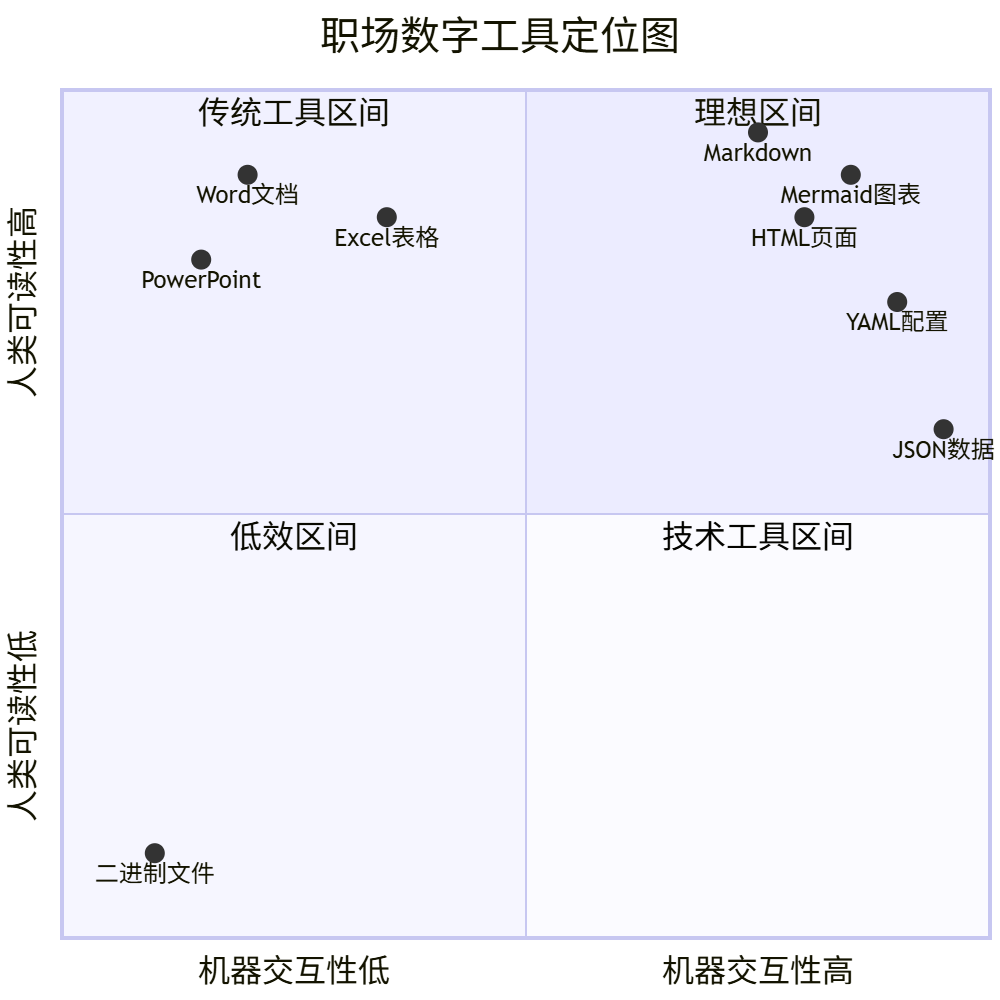 职场数字工具定位图
传统工具区间
理想区间
Markdown
Word文档
Mermaid图表
Excel表格
HTML页面
PowerPoint
YAML配置
JSON数据
人类可读性高
低效区间
技术工具区间
人类可读性低
二进制文件
机器交互性低
机器交互性高